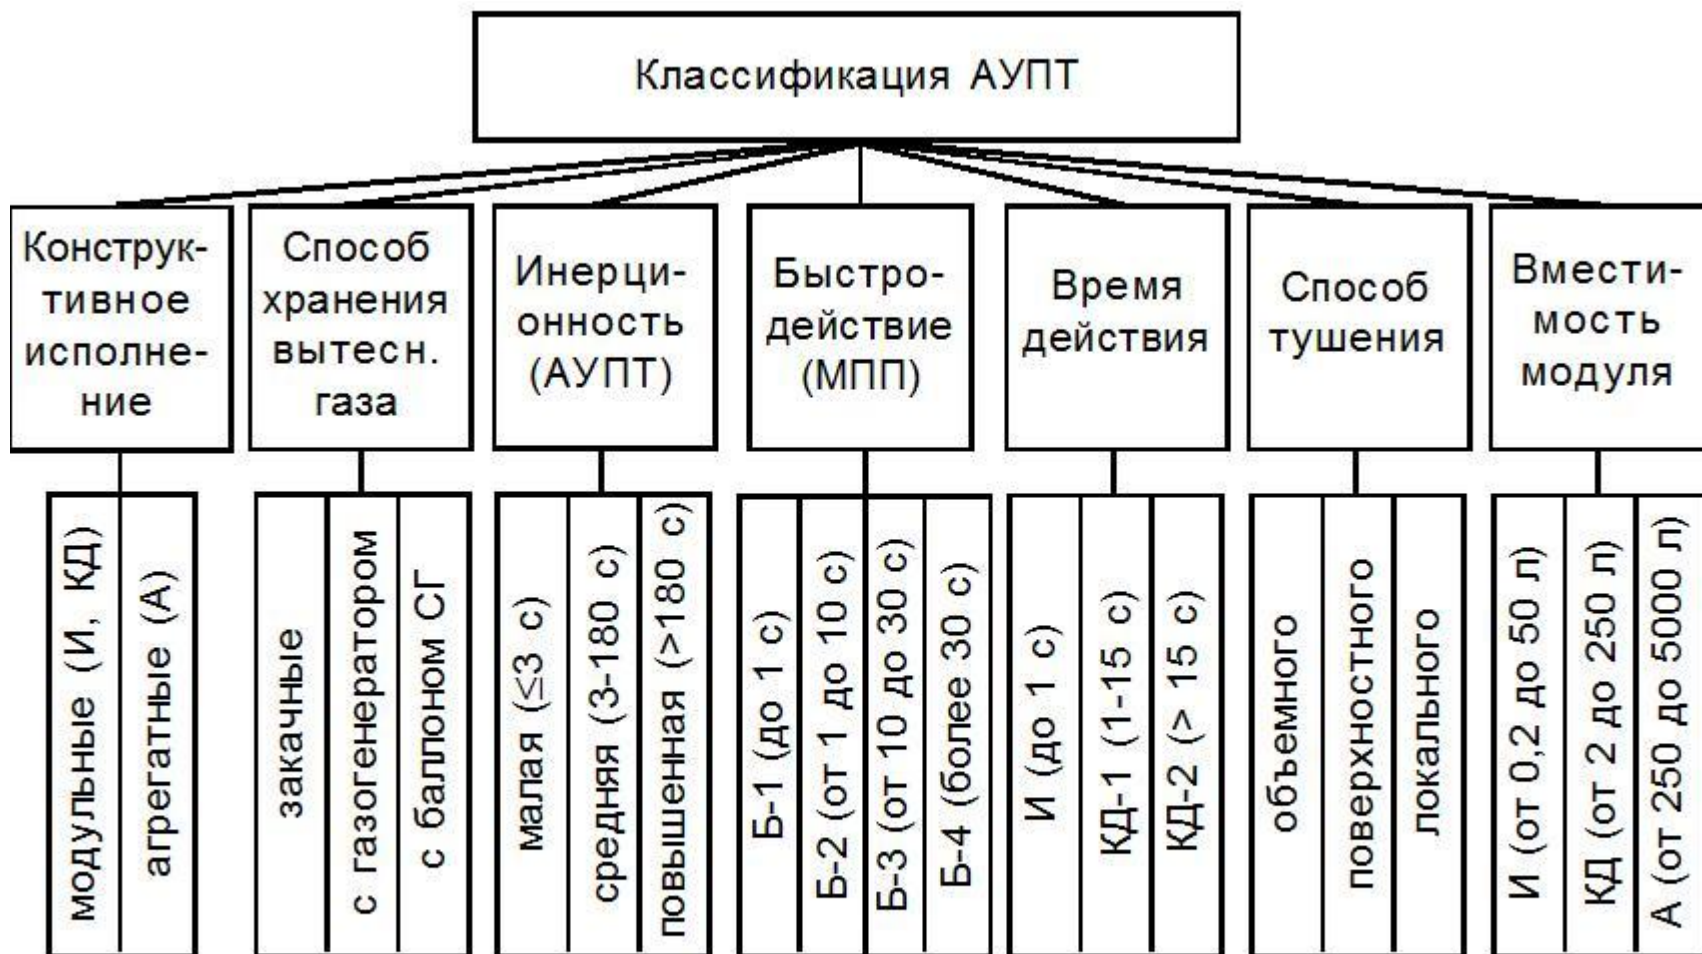 Классификация АУПТ
Конструк-
тивное
исполне-
ние
Способ
хранения
вытесн.
газа
Инерци-
онность
(АУПТ)
Быстро-
действие
(МПП)
Время
действия
Способ
тушения
Вмести-
мость
модуля
модульные (И, КД)
агрегатные (А)
закачные
с газогенератором
с баллоном СГ
малая (≤3 с)
средняя (3-180 с)
повышенная (>180 с)
Б-1 (до 1 с)
Б-2 (от 1 до 10 с)
Б-3 (от 10 до 30 с)
Б-4 (более 30 с)
И (до 1 с)
КД-1 (1-15 с)
КД-2 (> 15 с)
объемного
поверхностного
локального
И (от 0,2 до 50 л)
КД (от 2 до 250 л)
А (от 250 до 5000 л)